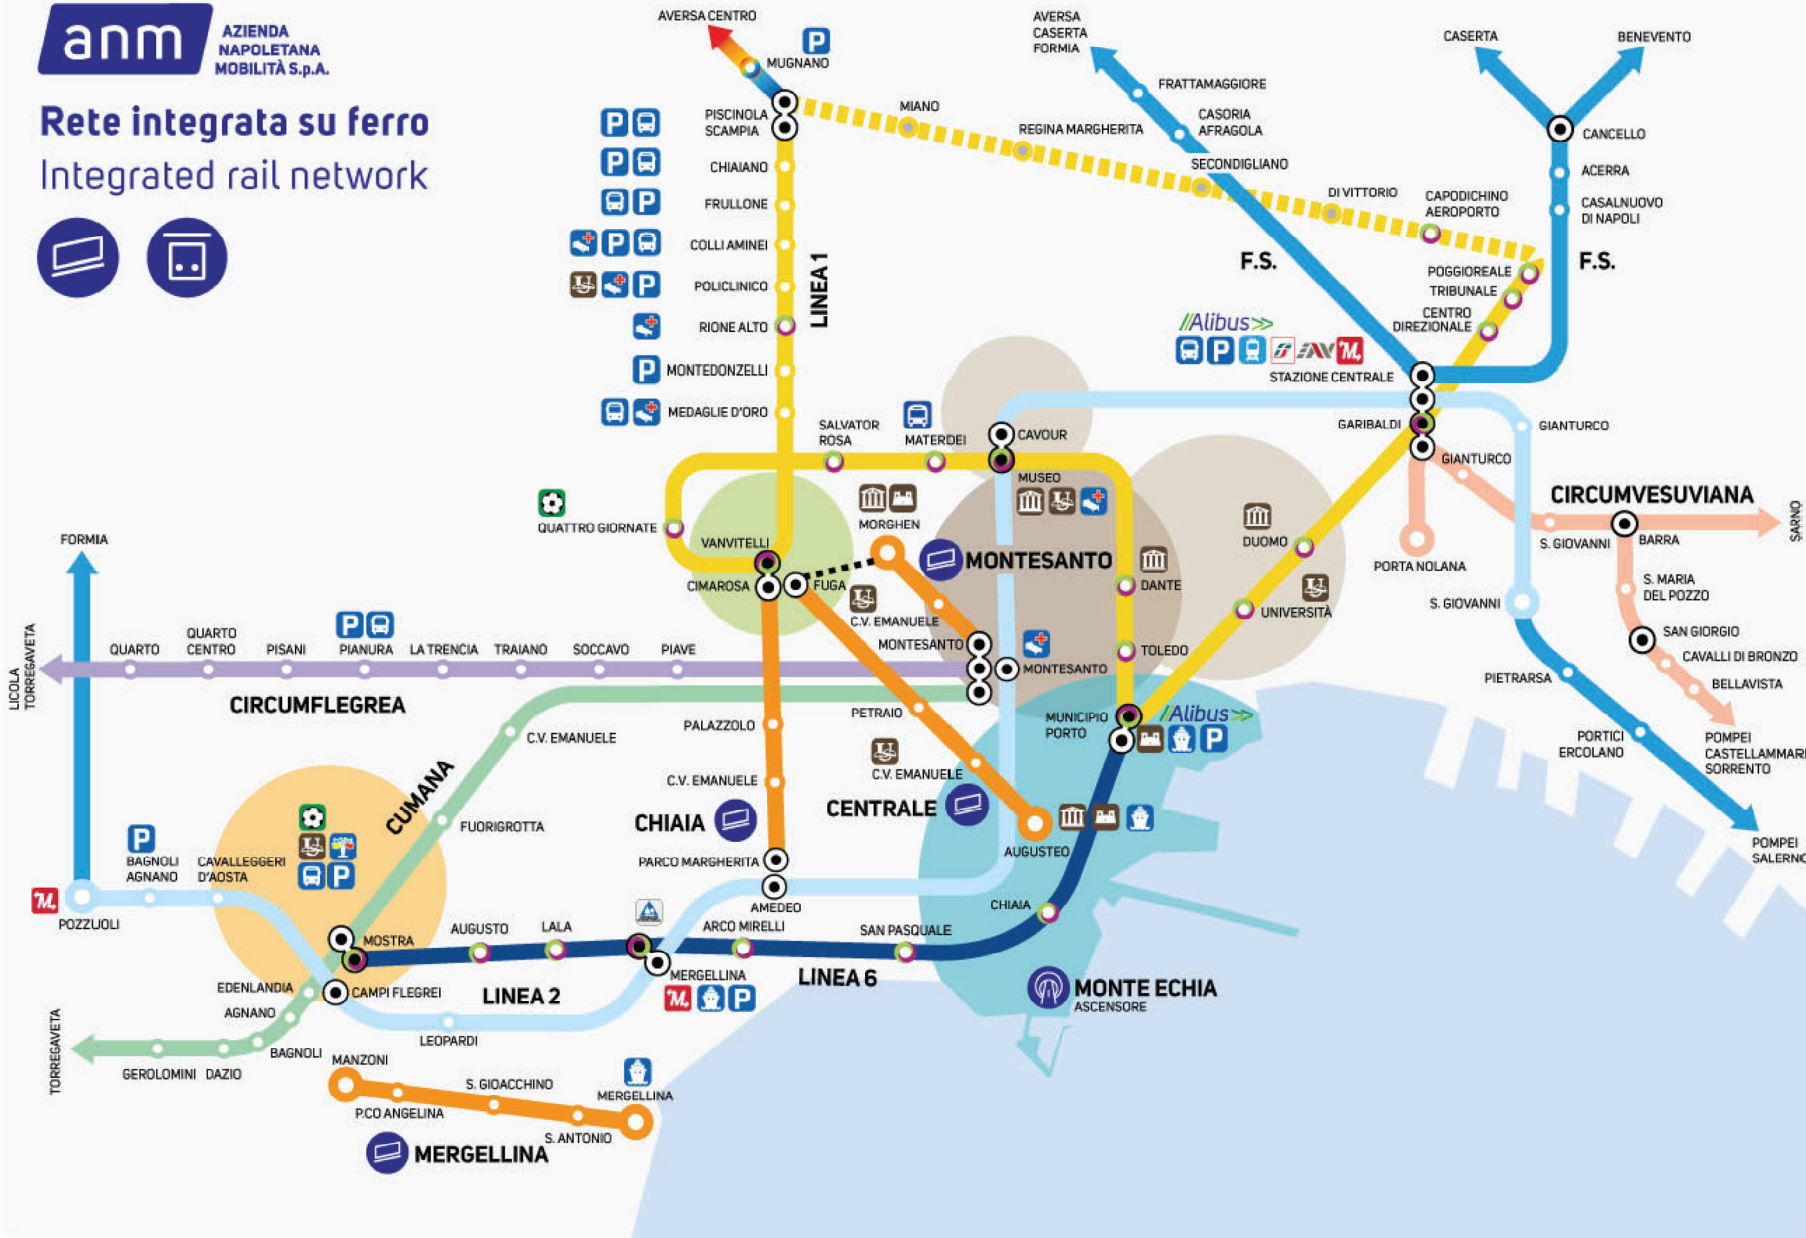 anm
AZIENDA
NAPOLETANA
MOBILITÀ S.p.A.
Rete integrata su ferro
Integrated rail network
AVERSA CENTRO
P
MUGNANO
PISCINOLA
SCAMPIA
P
CHIAIANO
P
FRULLONE
P
COLLI AMINEI
P
POLICLINICO
P
RIONE ALTO
MONTEDONZELLI
P
MEDAGLIE D'ORO
LINEA 1
MIANO
REGINA MARGHERITA
SECONDIGLIANO
DI VITTORIO
CAPODICHINO
AEROPORTO
POGGIOREALE
TRIBUNALE
CENTRO
DIREZIONALE
AVERSA
CASERTA
FORMIA
FRATTAMAGGIORE
CASORIA
AFRAGOLA
F.S.
CASERTA
BENEVENTO
CANCELLO
ACERRA
CASALNUOVO
DI NAPOLI
F.S.
//Alibus>>
P
M
STAZIONE CENTRALE
GARIBALDI
GIANTURCO
GIANTURCO
CIRCUMVESUVIANA
SARNO
S. GIOVANNI
BARRA
PORTA NOLANA
S. MARIA
DEL POZZO
S. GIOVANNI
SAN GIORGIO
CAVALLI DI BRONZO
BELLAVISTA
PIETRARSA
PORTICI
ERCOLANO
POMPEI
CASTELLAMMARE
SORRENTO
POMPEI
SALERNO
SALVATOR
ROSA
MATERDEI
CAVOUR
MUSEO
QUATTRO GIORNATE
VANVITELLI
CIMAROSA
FUGA
MORGHEN
MONTESANTO
C.V. EMANUELE
MONTESANTO
MONTESANTO
DANTE
TOLEDO
DUOMO
UNIVERSITÀ
MUNICIPIO
PORTO
//Alibus>>
P
PETRAIO
C.V. EMANUELE
CENTRALE
AUGUSTEO
PALAZZOLO
C.V. EMANUELE
CHIAIA
PARCO MARGHERITA
AMEDEO
FORMIA
LICOLA
TORREGAVETA
QUARTO
QUARTO
CENTRO
PISANI
P
PIANURA
LA TRENCIA
TRAIANO
SOCCAVO
PIAVE
CIRCUMFLEGREA
C.V. EMANUELE
CUMANA
FUORIGROTTA
P
BAGNOLI
AGNANO
CAVALLEGGERI
D'AOSTA
P
M
POZZUOLI
MOSTRA
AUGUSTO
LALA
ARCO MIRELLI
SAN PASQUALE
CHIAIA
MERGELLINA
M
P
LINEA 6
LINEA 2
EDENLANDIA
CAMPI FLEGREI
AGNANO
BAGNOLI
LEOPARDI
TORREGAVETA
GEROLOMINI
DAZIO
MANZONI
P.CO ANGELINA
S. GIOACCHINO
S. ANTONIO
MERGELLINA
MERGELLINA
MONTE ECHIA
ASCENSORE